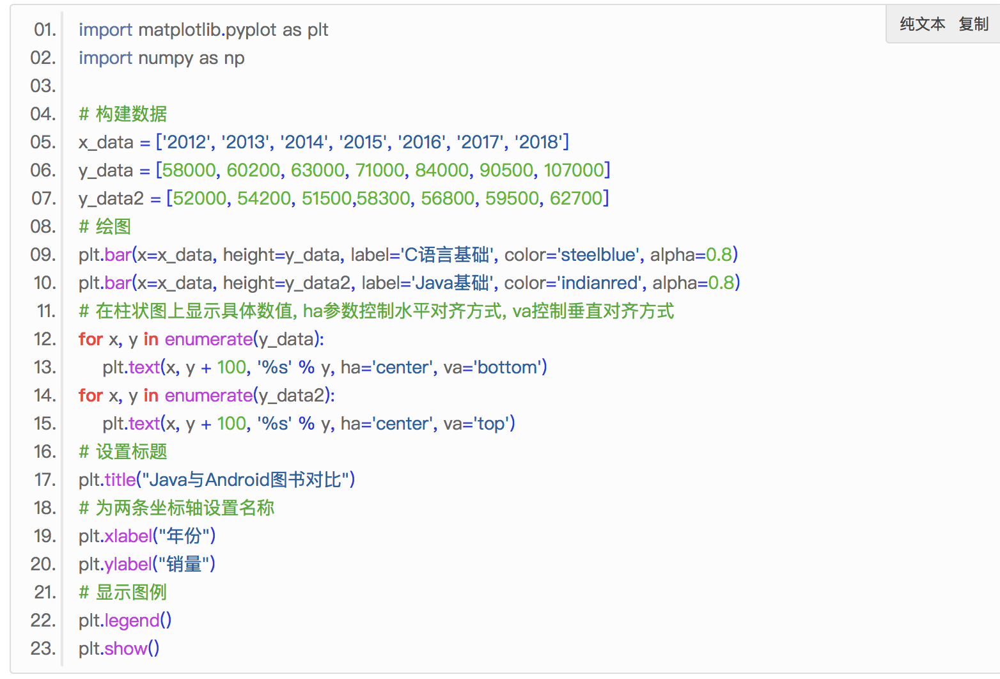 纯文本 复制
01. import matplotlib.pyplot as plt
02. import numpy as np
03.
04. # 构建数据
05. x_data = ['2012', '2013', '2014', '2015', '2016', '2017', '2018']
06. y_data = [58000, 60200, 63000, 71000, 84000, 90500, 107000]
07. y_data2 = [52000, 54200, 51500,58300, 56800, 59500, 62700]
08. # 绘图
09. plt.bar(x=x_data, height=y_data, label='C语言基础', color='steelblue', alpha=0.8)
10. plt.bar(x=x_data, height=y_data2, label='Java基础', color='indianred', alpha=0.8)
11. # 在柱状图上显示具体数值, ha参数控制水平对齐方式, va控制垂直对齐方式
12. for x, y in enumerate(y_data):
13.     plt.text(x, y + 100, '%s' % y, ha='center', va='bottom')
14. for x, y in enumerate(y_data2):
15.     plt.text(x, y + 100, '%s' % y, ha='center', va='top')
16. # 设置标题
17. plt.title("Java与Android图书对比")
18. # 为两条坐标轴设置名称
19. plt.xlabel("年份")
20. plt.ylabel("销量")
21. # 显示图例
22. plt.legend()
23. plt.show()